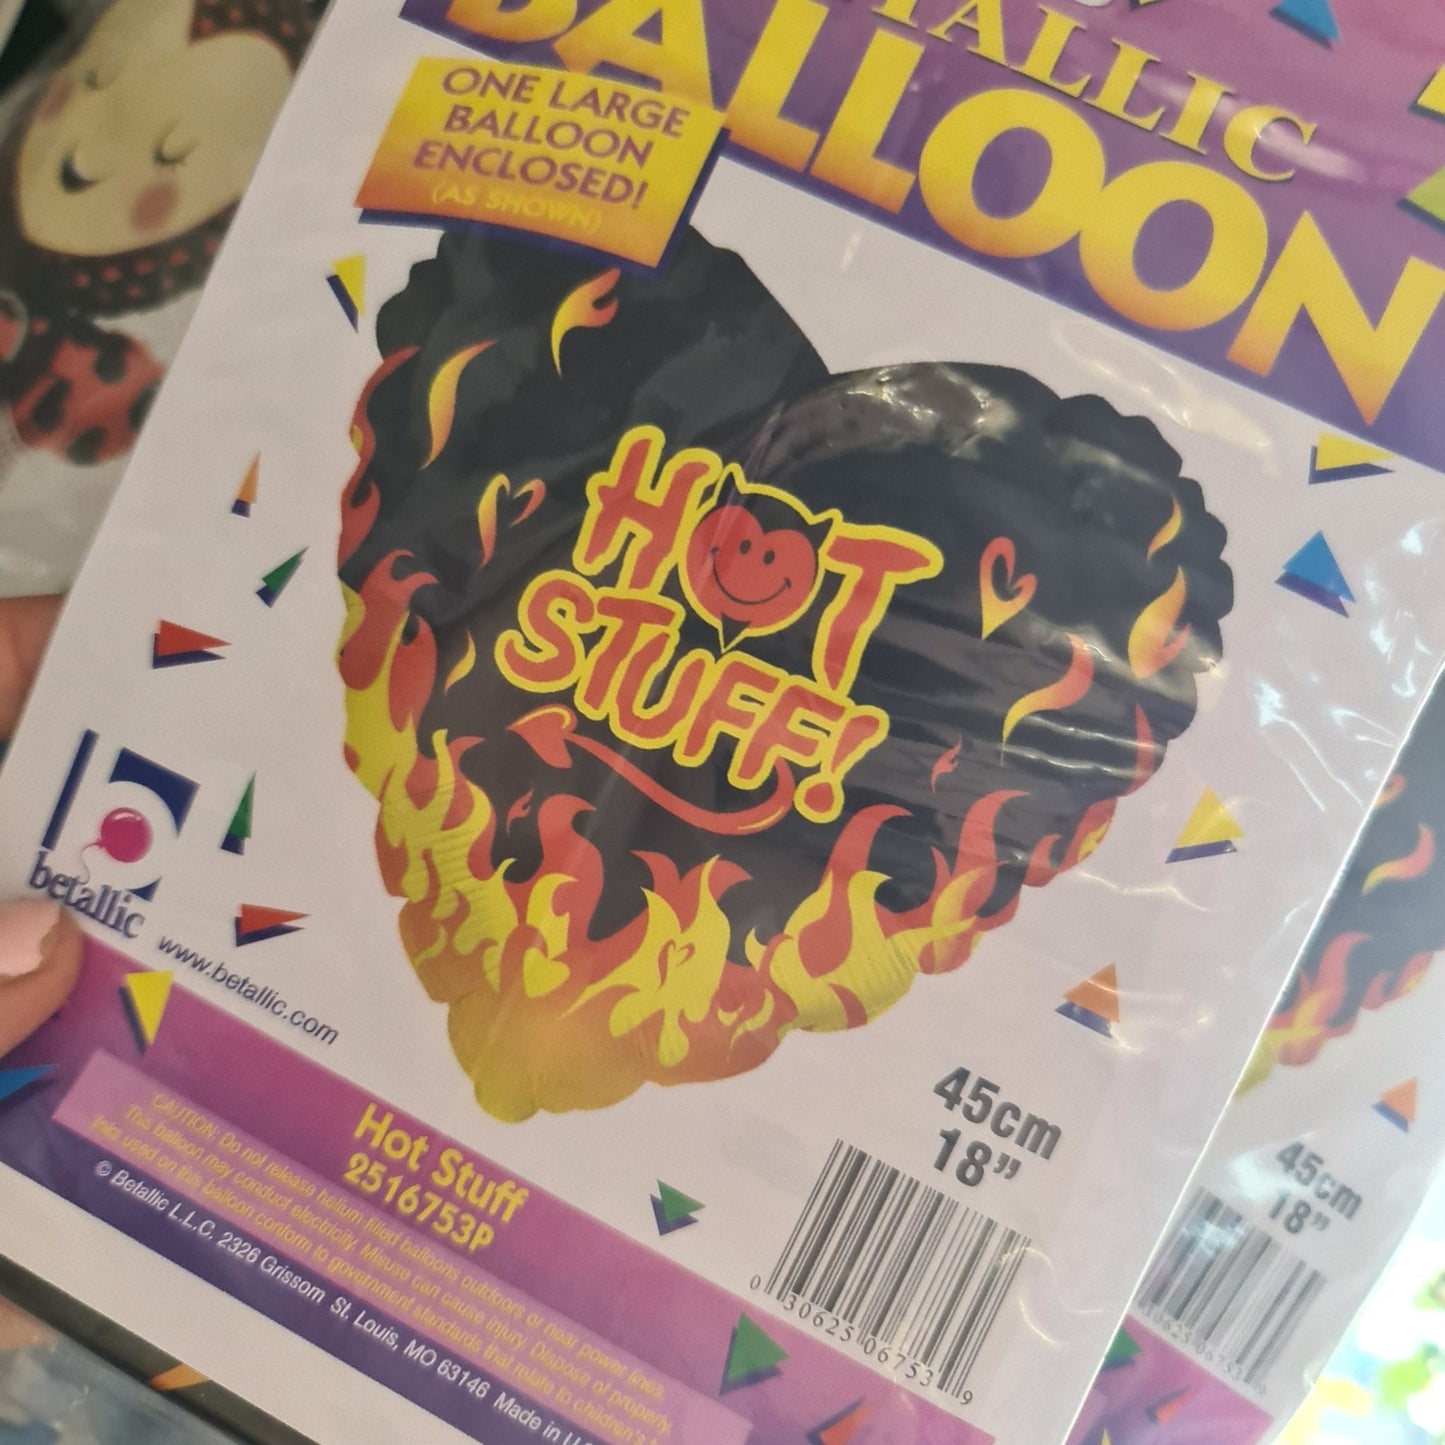 BALLOON
ONE LARGE
BALLOON
ENCLOSED!
(AS SHOWN)
HOT
STUFF!
betallic
www.betallic.com
45cm
18”
Hot Stuff
2516753P
CAUTION: Do not release helium filled balloons outdoors or near power lines.
This balloon may conduct electricity. Misuse can cause injury. Dispose of properly.
Inks used on this balloon conform to government standards that relate to children's
© Betallic L.L.C, 2326 Grissom St. Louis, MO 63146 Made in
0 30625 06753 9
45cm
18”
30625 06753 9